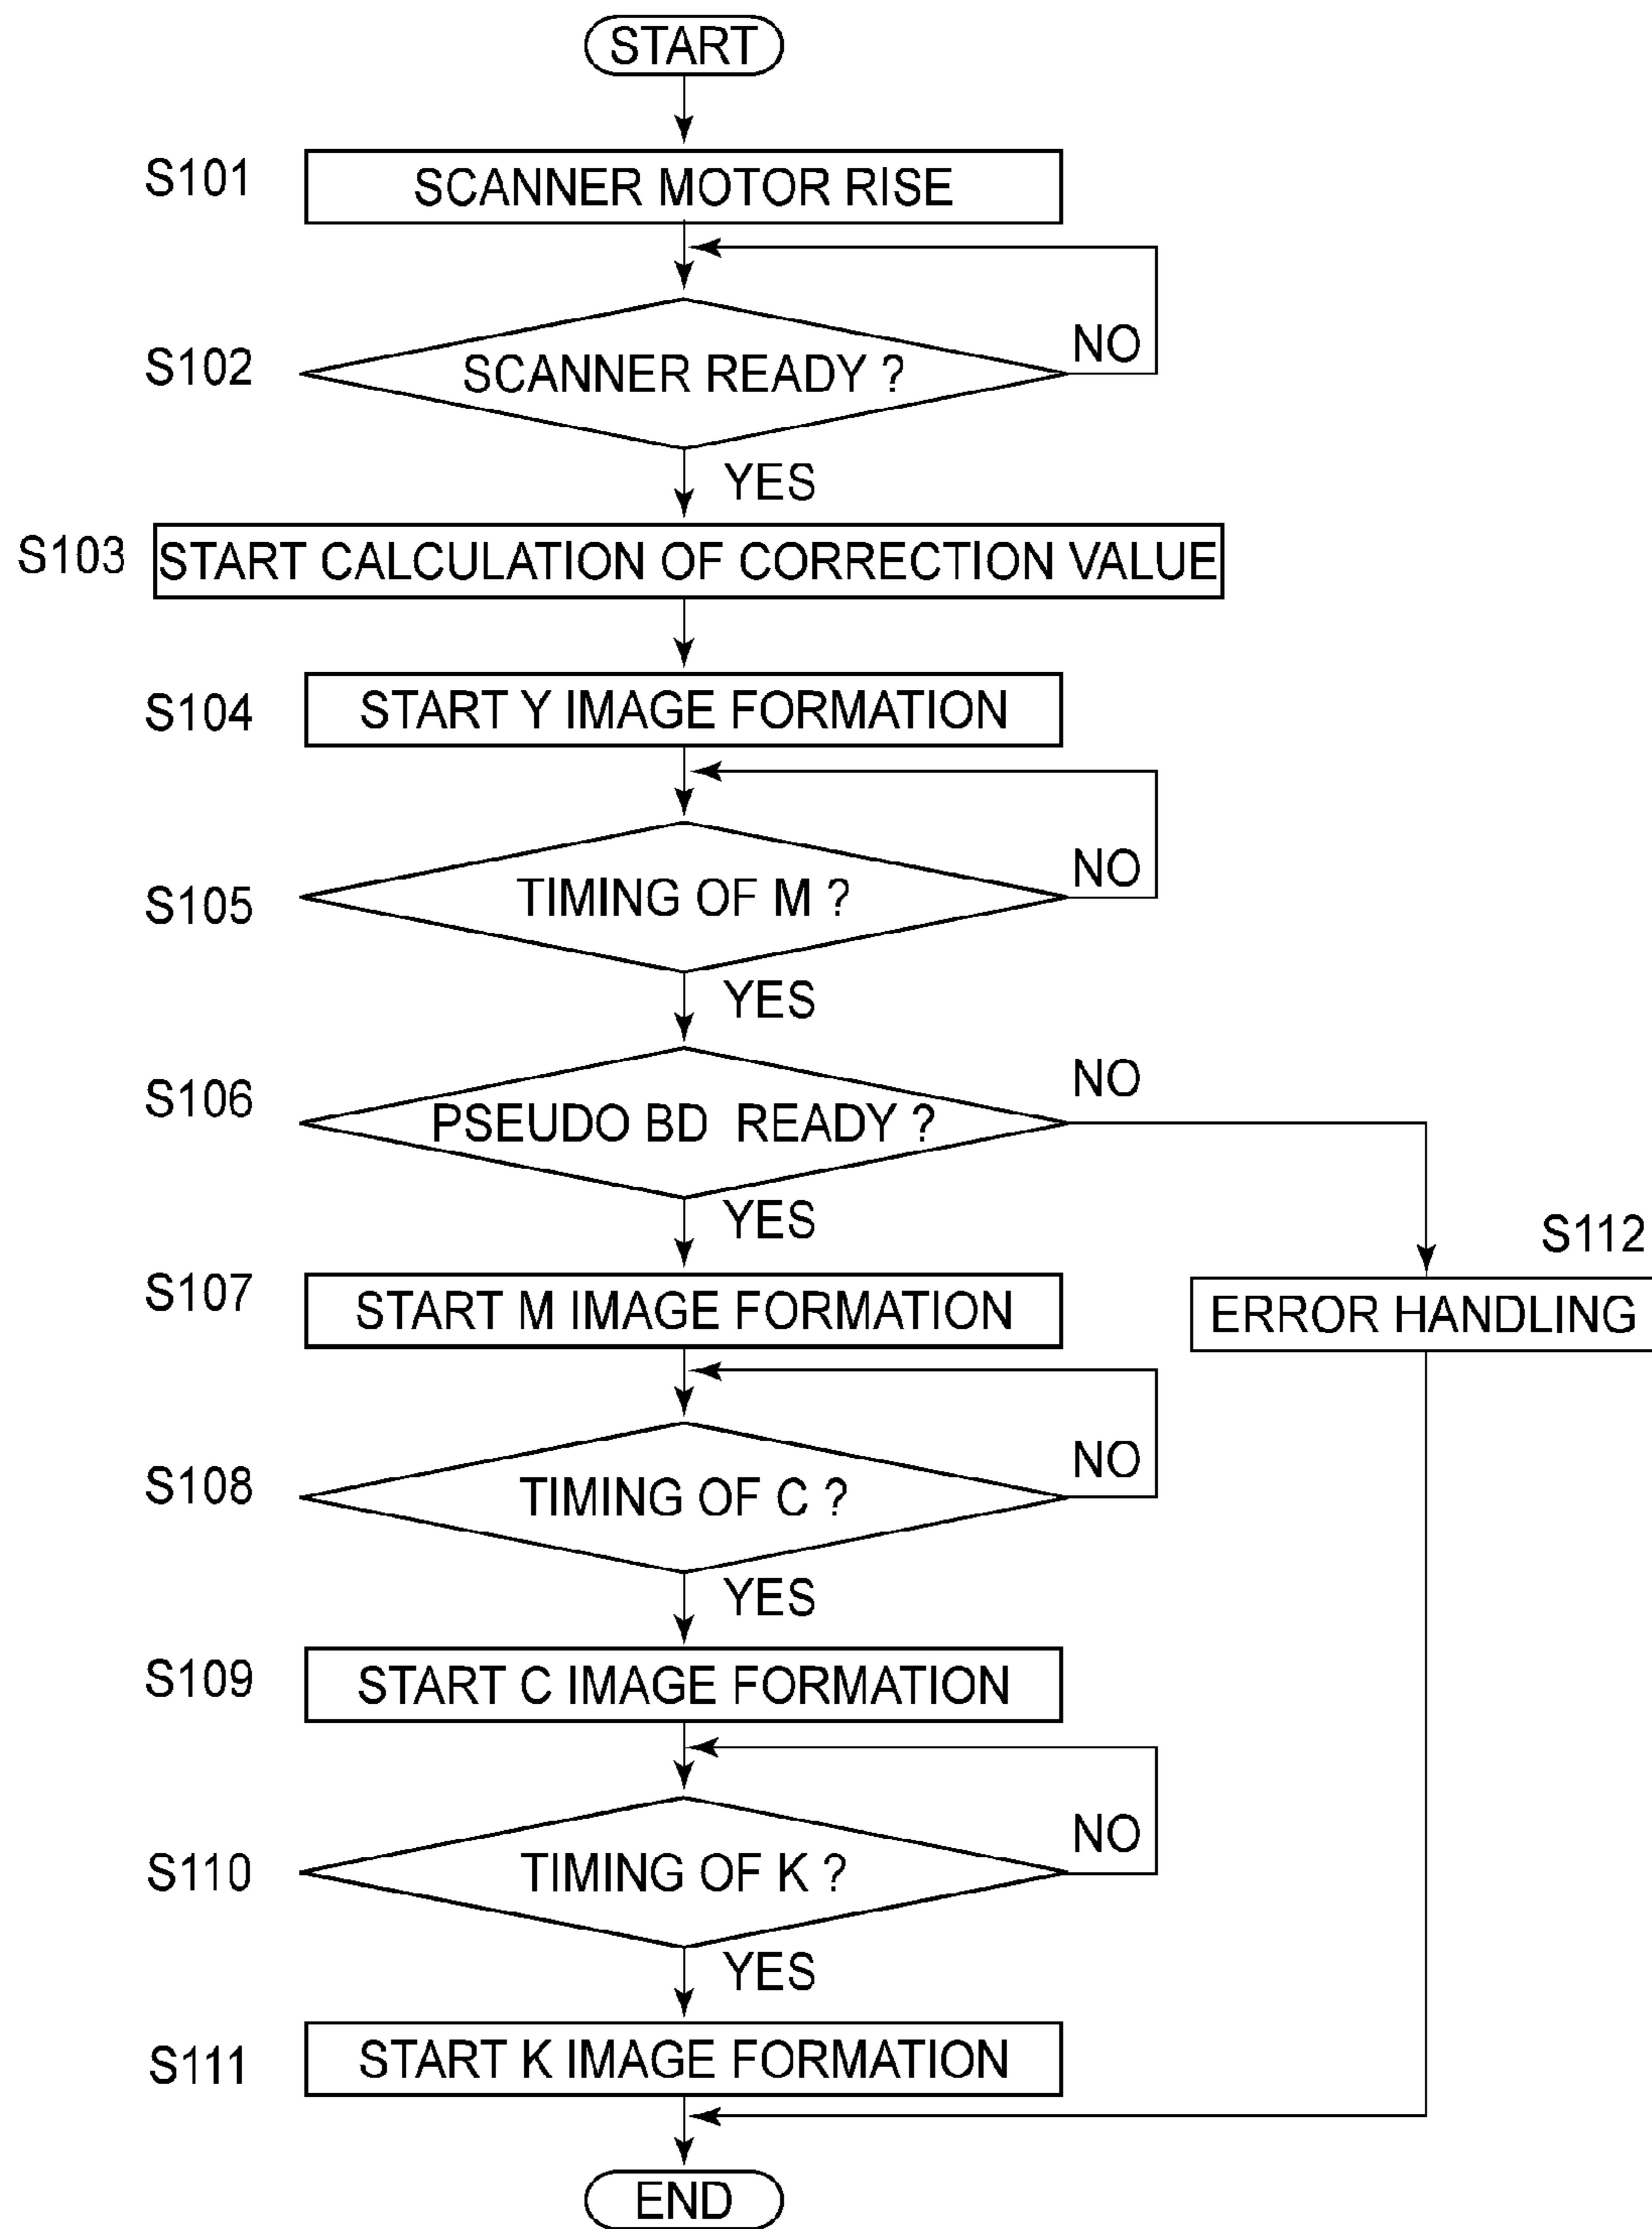 START
S101
SCANNER MOTOR RISE
S102
SCANNER READY ?
NO
YES
S103
START CALCULATION OF CORRECTION VALUE
S104
START Y IMAGE FORMATION
S105
TIMING OF M ?
NO
YES
S106
PSEUDO BD READY ?
NO
YES
S107
START M IMAGE FORMATION
S112
ERROR HANDLING
S108
TIMING OF C ?
NO
YES
S109
START C IMAGE FORMATION
S110
TIMING OF K ?
NO
YES
S111
START K IMAGE FORMATION
END